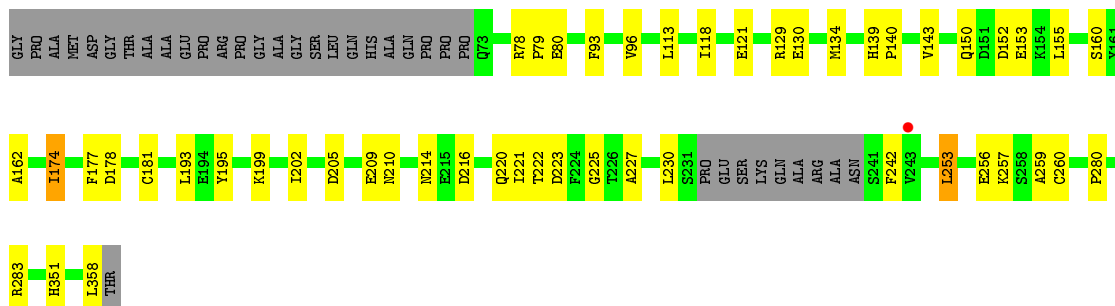 GLY PRO ALA MET ASP GLY THR ALA ALA GLU PRO ARG PRO GLY ALA GLY SER LEU GLN HIS ALA GLN PRO PRO PRO Q73 R78 P79 E80 F93 V96 L113 I118 E121 R129 E130 M134 H139 P140 V143 Q150 D151 D152 E153 K154 L155 S160 Y161
A162 I174 F177 D178 C181 L193 E194 Y195 K199 I202 D205 E209 N210 N214 E215 D216 Q220 I221 T222 D223 F224 G225 T226 A227 L230 S231 PRO GLU SER LYS GLN ALA ARG ALA ASN S241 F242 V243 L253 E256 K257 S258 A259 C260 P280
R283 H351 L358 THR